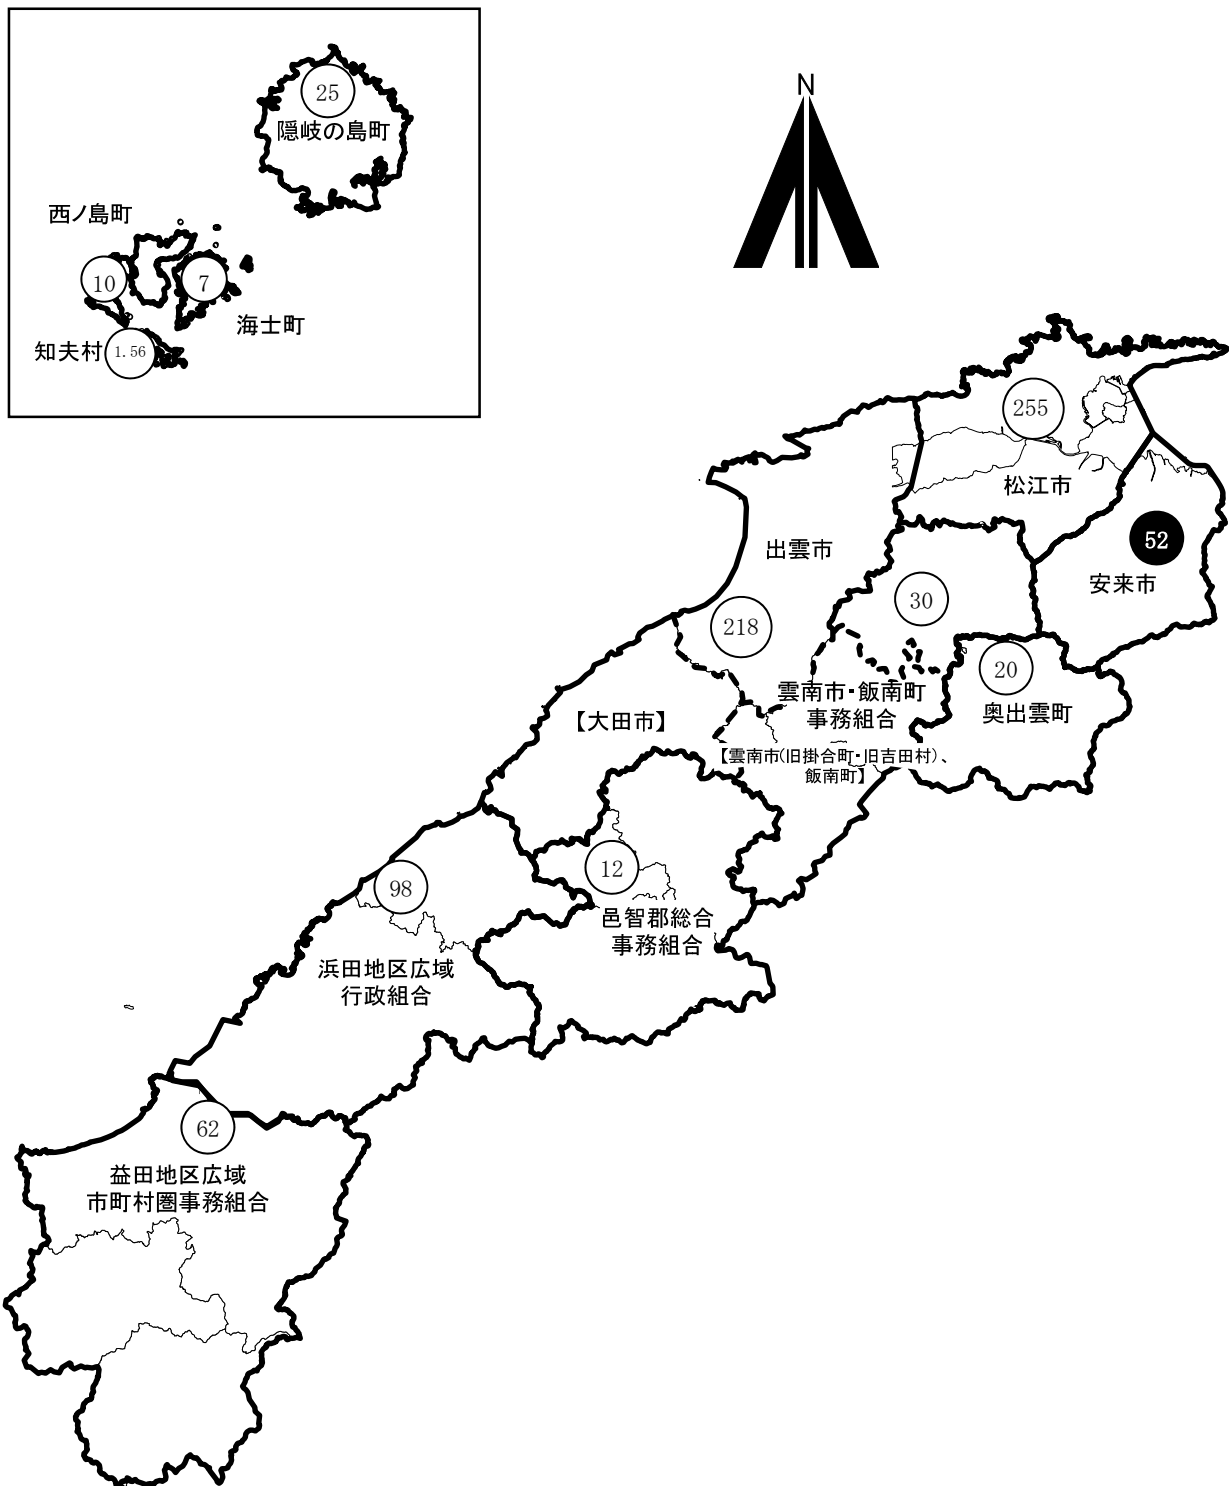 25
隠岐の島町
西ノ島町
10
7
海士町
知夫村
1.56
N
255
松江市
52
安来市
出雲市
218
30
20
奥出雲町
雲南市・飯南町
事務組合
【雲南市(旧掛合町・旧吉田村)、
飯南町】
【大田市】
12
邑智郡総合
事務組合
98
浜田地区広域
行政組合
62
益田地区広域
市町村圏事務組合